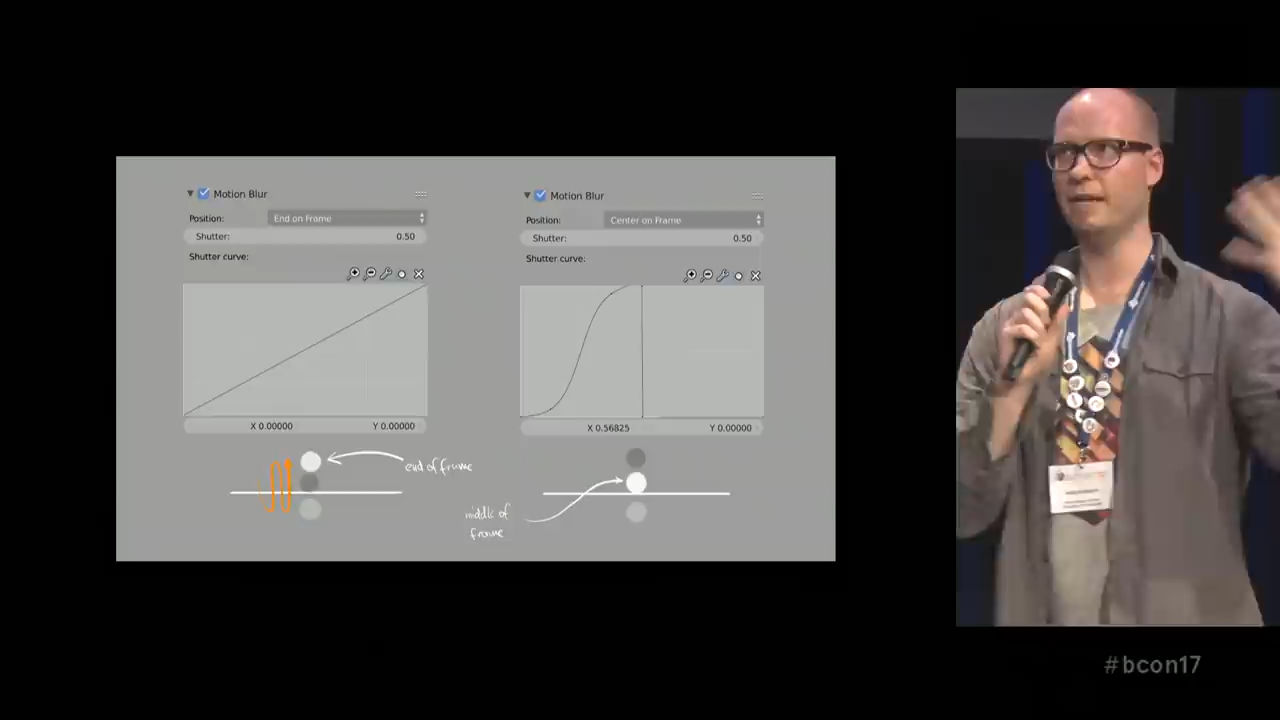 Motion Blur
Position: End on Frame
Shutter: 0.50
Shutter curve:
X 0.00000 Y 0.00000
end of frame
Motion Blur
Position: Center on Frame
Shutter: 0.50
Shutter curve:
X 0.56825 Y 0.00000
middle of
frame
#bcon17